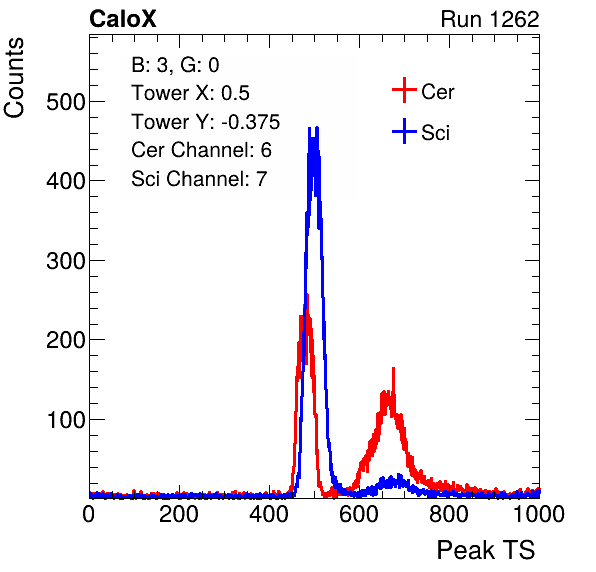 CaloX Run 1262
Counts
B: 3, G: 0
Tower X: 0.5
Tower Y: -0.375
Cer Channel: 6
Sci Channel: 7
Cer
Sci
500
400
300
200
100
0 200 400 600 800 1000
Peak TS